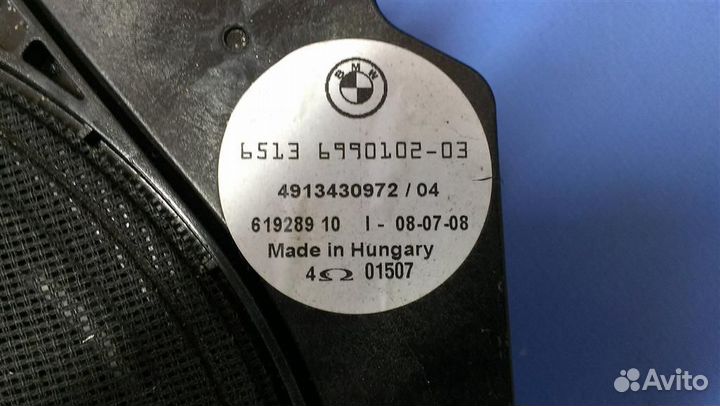 BMW
6513 6990102-03
4913430972 / 04
619289 10 I - 08-07-08
Made in Hungary
4Ω 01507
Avito